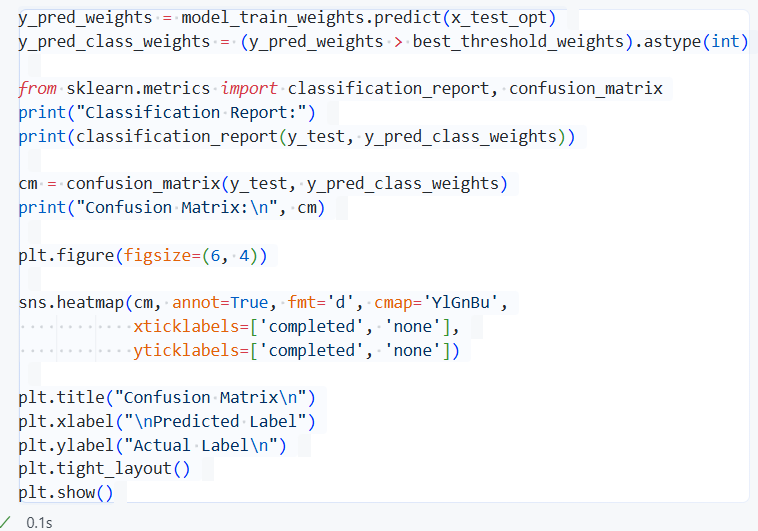 y_pred_weights = model_train_weights.predict(x_test_opt)
y_pred_class_weights = (y_pred_weights > best_threshold_weights).astype(int)
from sklearn.metrics import classification_report, confusion_matrix
print("Classification Report:")
print(classification_report(y_test, y_pred_class_weights))
cm = confusion_matrix(y_test, y_pred_class_weights)
print("Confusion Matrix:\n", cm)
plt.figure(figsize=(6, 4))
sns.heatmap(cm, annot=True, fmt='d', cmap='YlGnBu',
            xticklabels=['completed', 'none'],
            yticklabels=['completed', 'none'])
plt.title("Confusion Matrix\n")
plt.xlabel("\nPredicted Label")
plt.ylabel("Actual Label\n")
plt.tight_layout()
plt.show()
0.1s